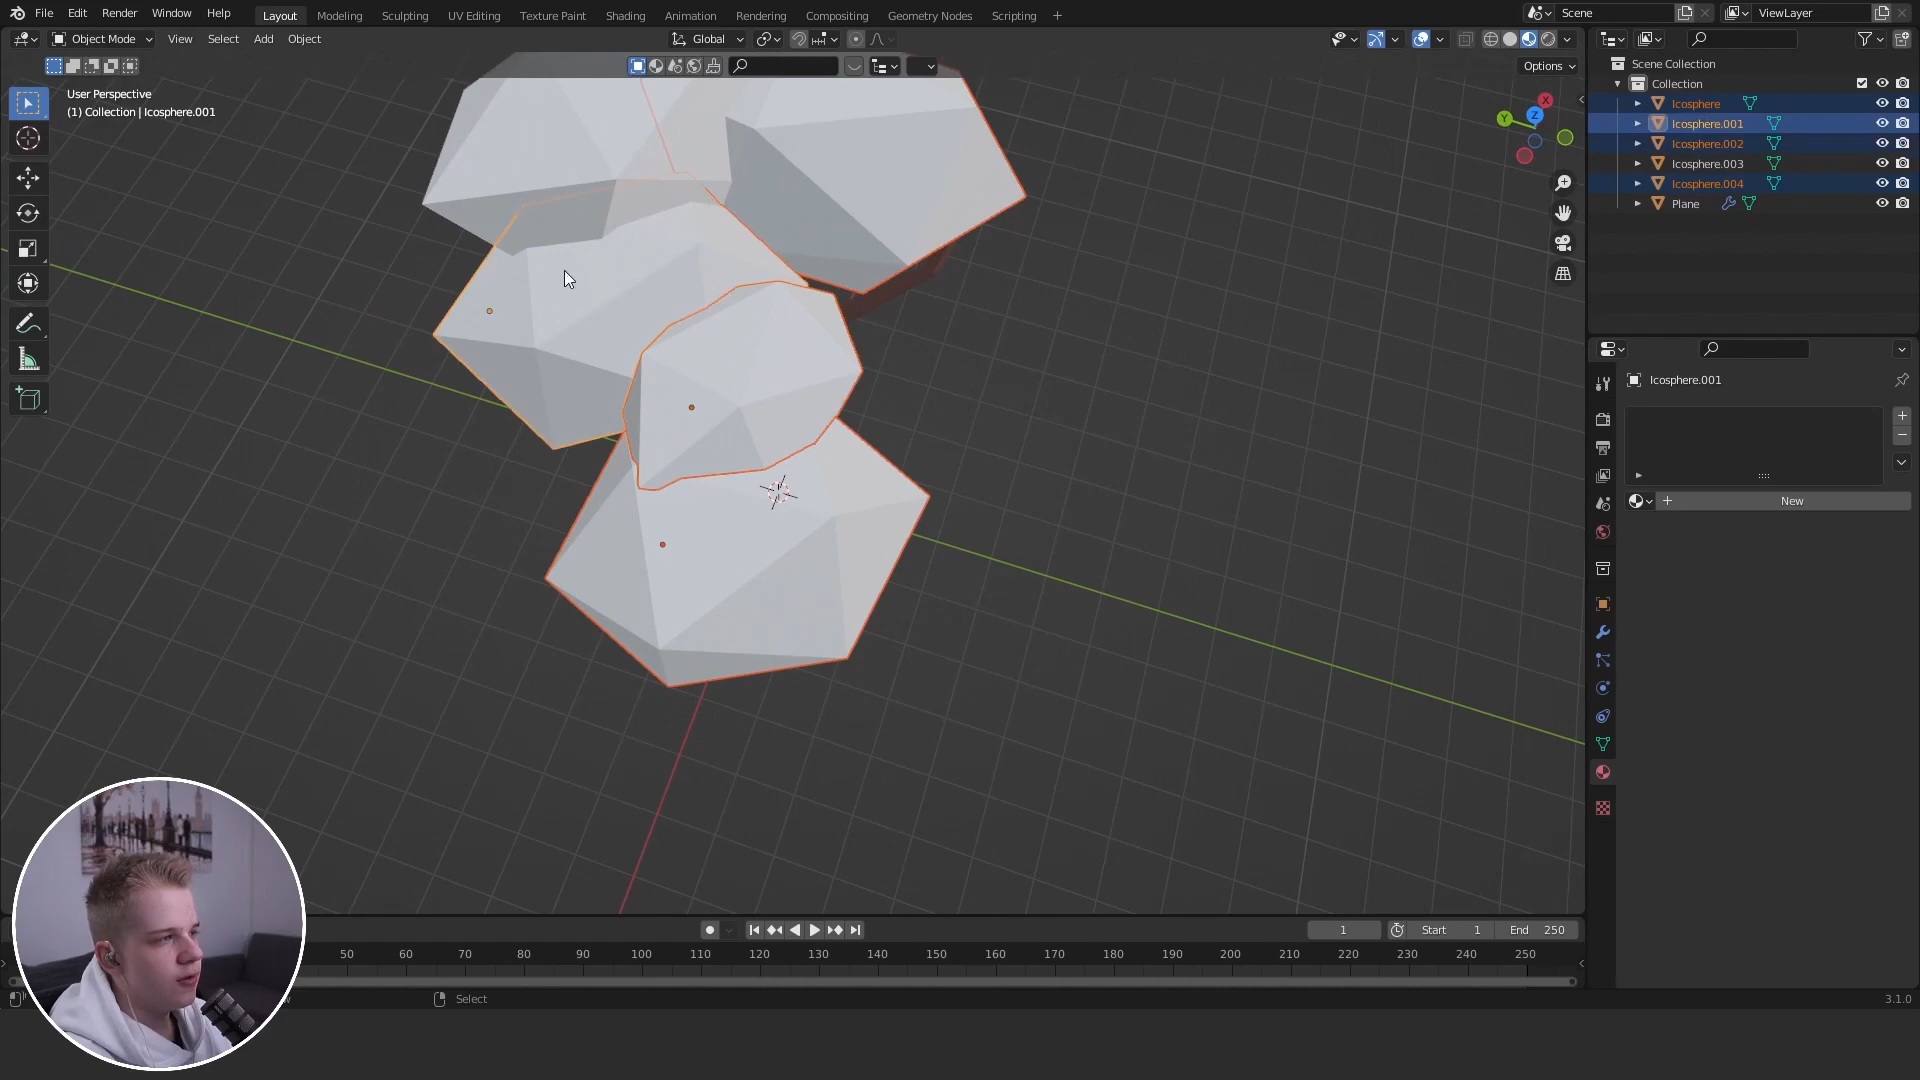 File Edit Render Window Help Layout Modeling Sculpting UV Editing Texture Paint Shading Animation Rendering Compositing Geometry Nodes Scripting + Scene ViewLayer
Object Mode View Select Add Object Global
Options
User Perspective
(1) Collection | Icosphere.001
X
Y
Z
Scene Collection
Collection
Icosphere
Icosphere.001
Icosphere.002
Icosphere.003
Icosphere.004
Plane
Icosphere.001
New
1 Start 1 End 250
50 60 70 80 90 100 110 120 130 140 150 160 170 180 190 200 210 220 230 240 250
Select
3.1.0